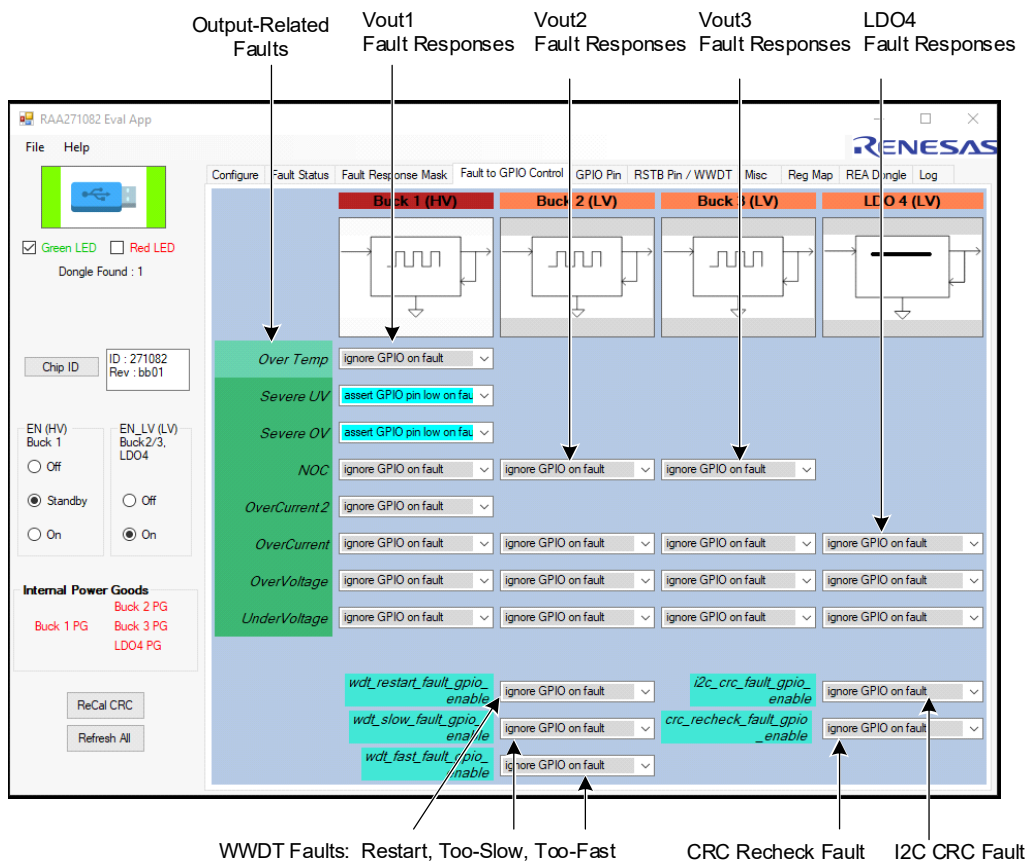 Output-Related
Faults
Vout1
Fault Responses
Vout2
Fault Responses
Vout3
Fault Responses
LDO4
Fault Responses
RAA271082 Eval App
File Help
RENESAS
Configure Fault Status Fault Response Mask Fault to GPIO Control GPIO Pin RSTB Pin / WWDT Misc Reg Map REA Dongle Log
Buck 1 (HV) Buck 2 (LV) Buck 3 (LV) LDO 4 (LV)
Green LED Red LED
Dongle Found : 1
Chip ID
ID : 271082
Rev : bb01
EN (HV)
Buck 1
Off
Standby
On
EN_LV (LV)
Buck2/3,
LDO4
Off
On
Internal Power Goods
Buck 1 PG
Buck 2 PG
Buck 3 PG
LDO4 PG
ReCal CRC
Refresh All
Over Temp ignore GPIO on fault
Severe UV assert GPIO pin low on fau
Severe OV assert GPIO pin low on fau
NOC ignore GPIO on fault ignore GPIO on fault ignore GPIO on fault
OverCurrent2 ignore GPIO on fault
OverCurrent ignore GPIO on fault ignore GPIO on fault ignore GPIO on fault ignore GPIO on fault
OverVoltage ignore GPIO on fault ignore GPIO on fault ignore GPIO on fault ignore GPIO on fault
UnderVoltage ignore GPIO on fault ignore GPIO on fault ignore GPIO on fault ignore GPIO on fault
wdt_restart_fault_gpio_
enable
ignore GPIO on fault
i2c_crc_fault_gpio_
enable
ignore GPIO on fault
wdt_slow_fault_gpio_
enable
ignore GPIO on fault
crc_recheck_fault_gpio
_enable
ignore GPIO on fault
wdt_fast_fault_gpio_
enable
ignore GPIO on fault
WWDT Faults: Restart, Too-Slow, Too-Fast
CRC Recheck Fault
I2C CRC Fault